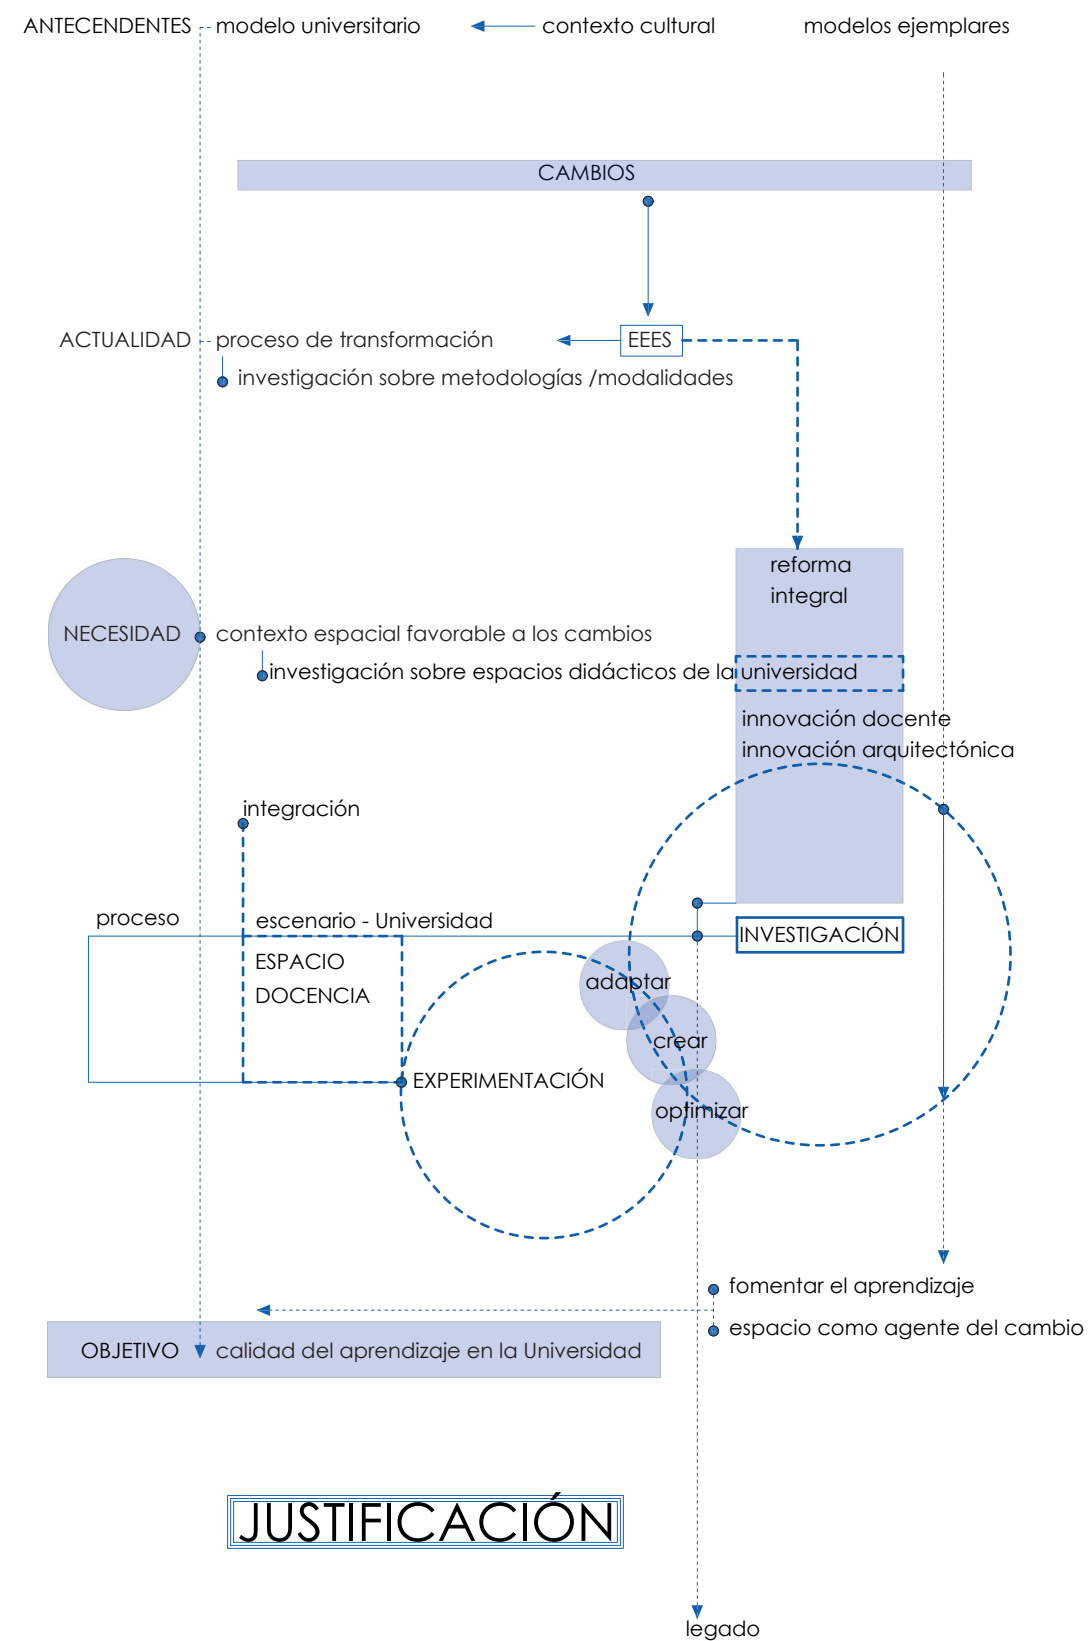 ANTECENDENTES modelo universitario contexto cultural modelos ejemplares
CAMBIOS
ACTUALIDAD proceso de transformación EEES
investigación sobre metodologías /modalidades
reforma
integral
NECESIDAD contexto espacial favorable a los cambios
investigación sobre espacios didácticos de la universidad
innovación docente
innovación arquitectónica
integración
proceso escenario - Universidad
INVESTIGACIÓN
ESPACIO
DOCENCIA
adaptar
crear
EXPERIMENTACIÓN
optimizar
fomentar el aprendizaje
espacio como agente del cambio
OBJETIVO calidad del aprendizaje en la Universidad
JUSTIFICACIÓN
legado